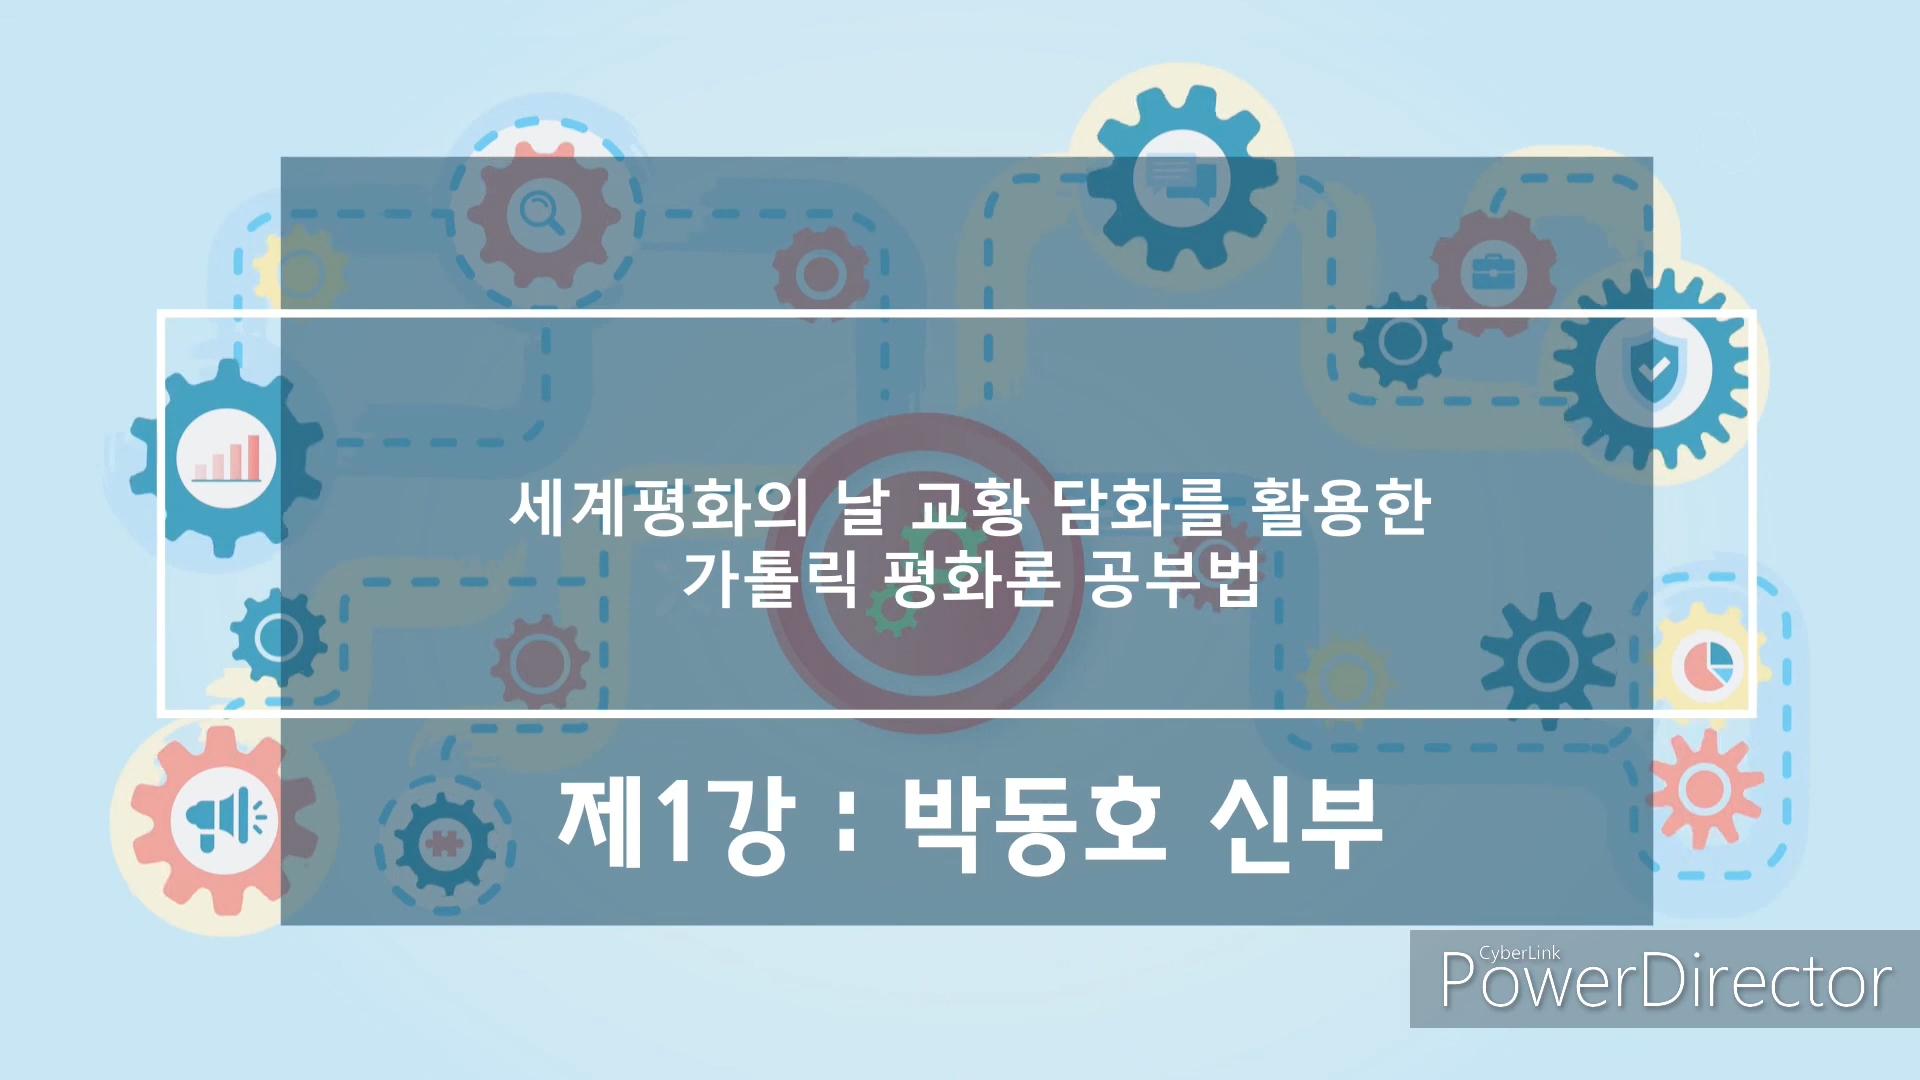 세계평화의 날 교황 담화를 활용한
가톨릭 평화론 공부법
제1강 : 박동호 신부
CyberLink
PowerDirector